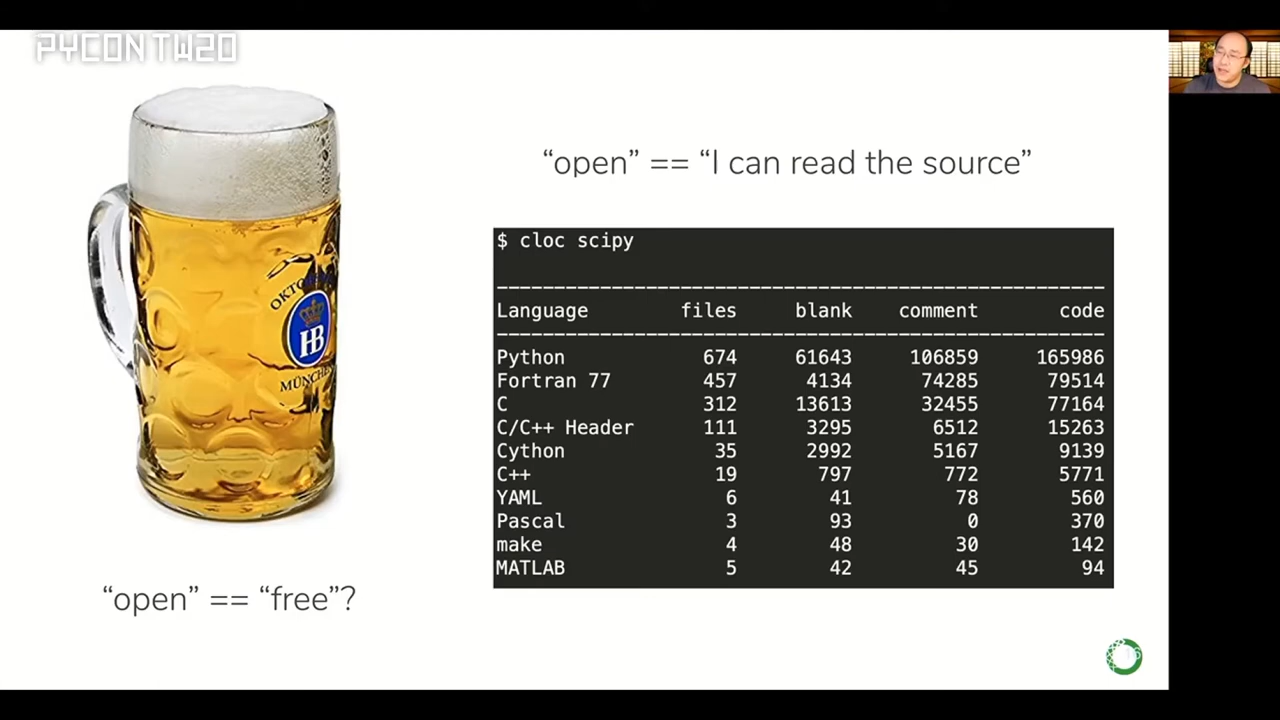 PYCON TW20
OKTO
HB
MÜNCHE
“open” == “free”?
“open” == “I can read the source”
$ cloc scipy
Language files blank comment code
Python 674 61643 106859 165986
Fortran 77 457 4134 74285 79514
C 312 13613 32455 77164
C/C++ Header 111 3295 6512 15263
Cython 35 2992 5167 9139
C++ 19 797 772 5771
YAML 6 41 78 560
Pascal 3 93 0 370
make 4 48 30 142
MATLAB 5 42 45 94